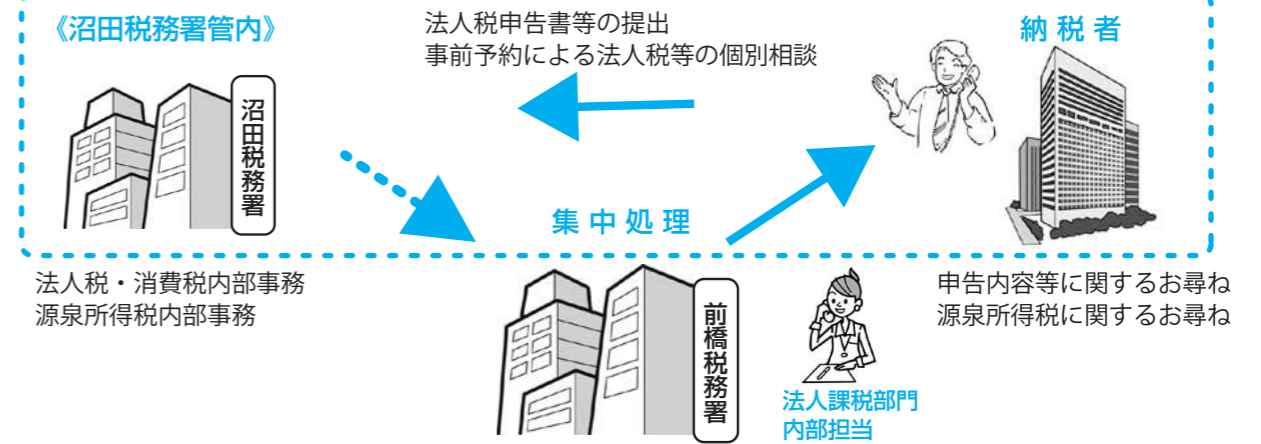 《沼田税務署管内》
法人税申告書等の提出
事前予約による法人税等の個別相談
納税者
沼田税務署
集中処理
法人税・消費税内部事務
源泉所得税内部事務
前橋税務署
法人課税部門
内部担当
申告内容等に関するお尋ね
源泉所得税に関するお尋ね